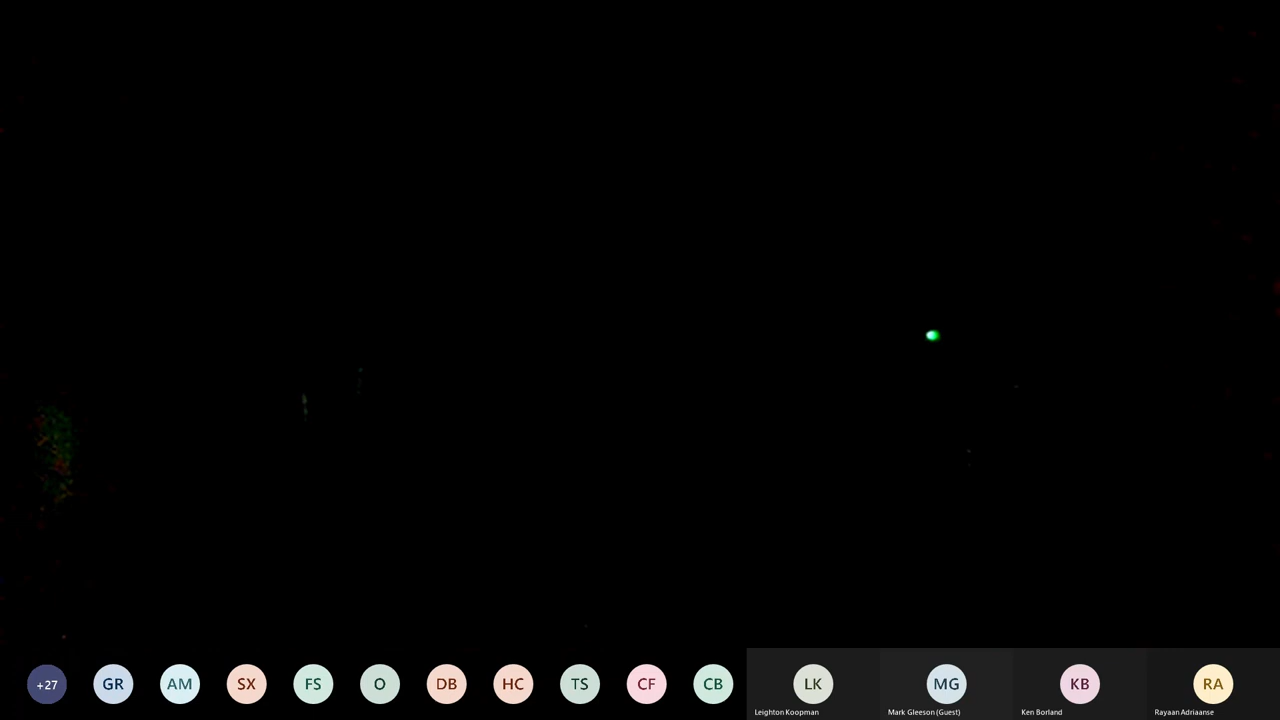 +27 GR AM SX FS O DB HC TS CF CB LK MG KB RA
Leighton Koopman Mark Gleeson (Guest) Ken Borland Rayaan Adriaanse